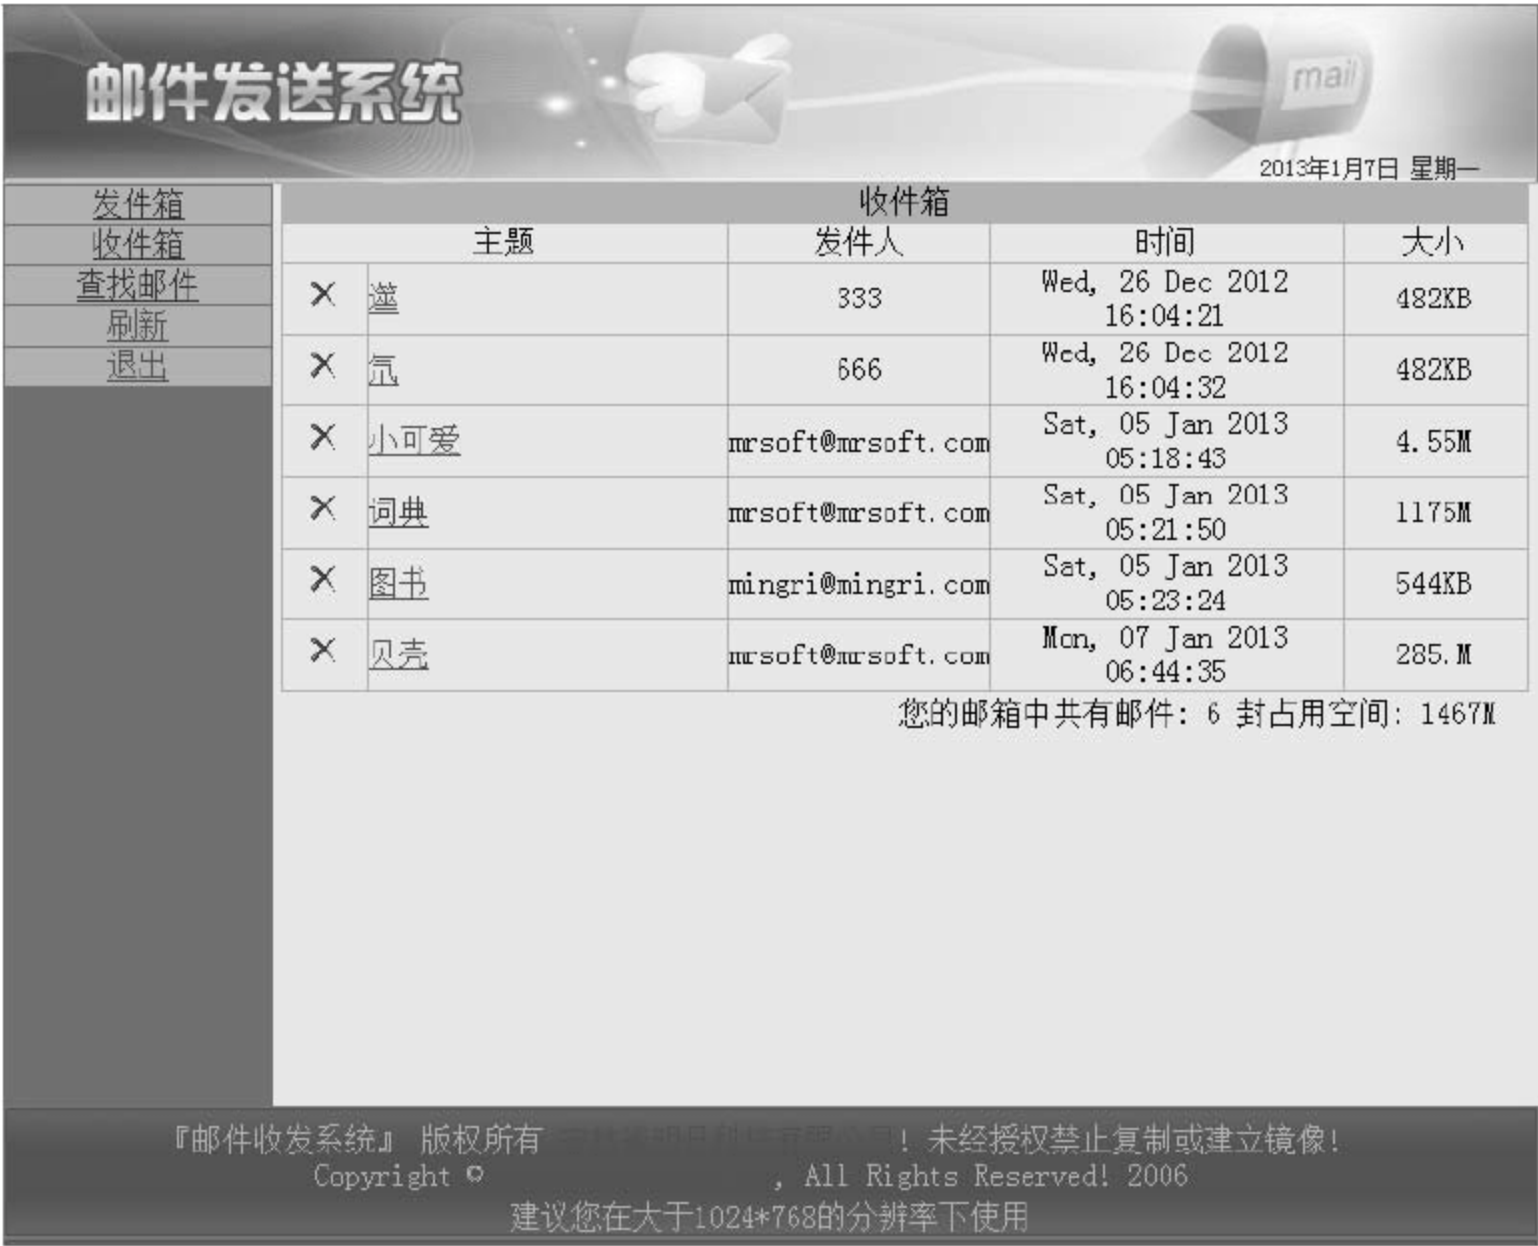 邮件发送系统
mail
2013年1月7日 星期一
发件箱
收件箱
查找邮件
刷新
退出
收件箱
主题 发件人 时间 大小
333 Wed, 26 Dec 2012 482KB
16:04:21
氘 666 Wed, 26 Dec 2012 482KB
16:04:32
小可爱 mrsoft@mrsoft.com Sat, 05 Jan 2013 4.55M
05:18:43
词典 mrsoft@mrsoft.com Sat, 05 Jan 2013 1175M
05:21:50
图书 mingri@mingri.com Sat, 05 Jan 2013 544KB
05:23:24
贝壳 mrsoft@mrsoft.com Mon, 07 Jan 2013 285.M
06:44:35
您的邮箱中共有邮件: 6 封占用空间: 1467M
『邮件收发系统』 版权所有 ! 未经授权禁止复制或建立镜像!
Copyright © , All Rights Reserved! 2006
建议您在大于1024*768的分辨率下使用